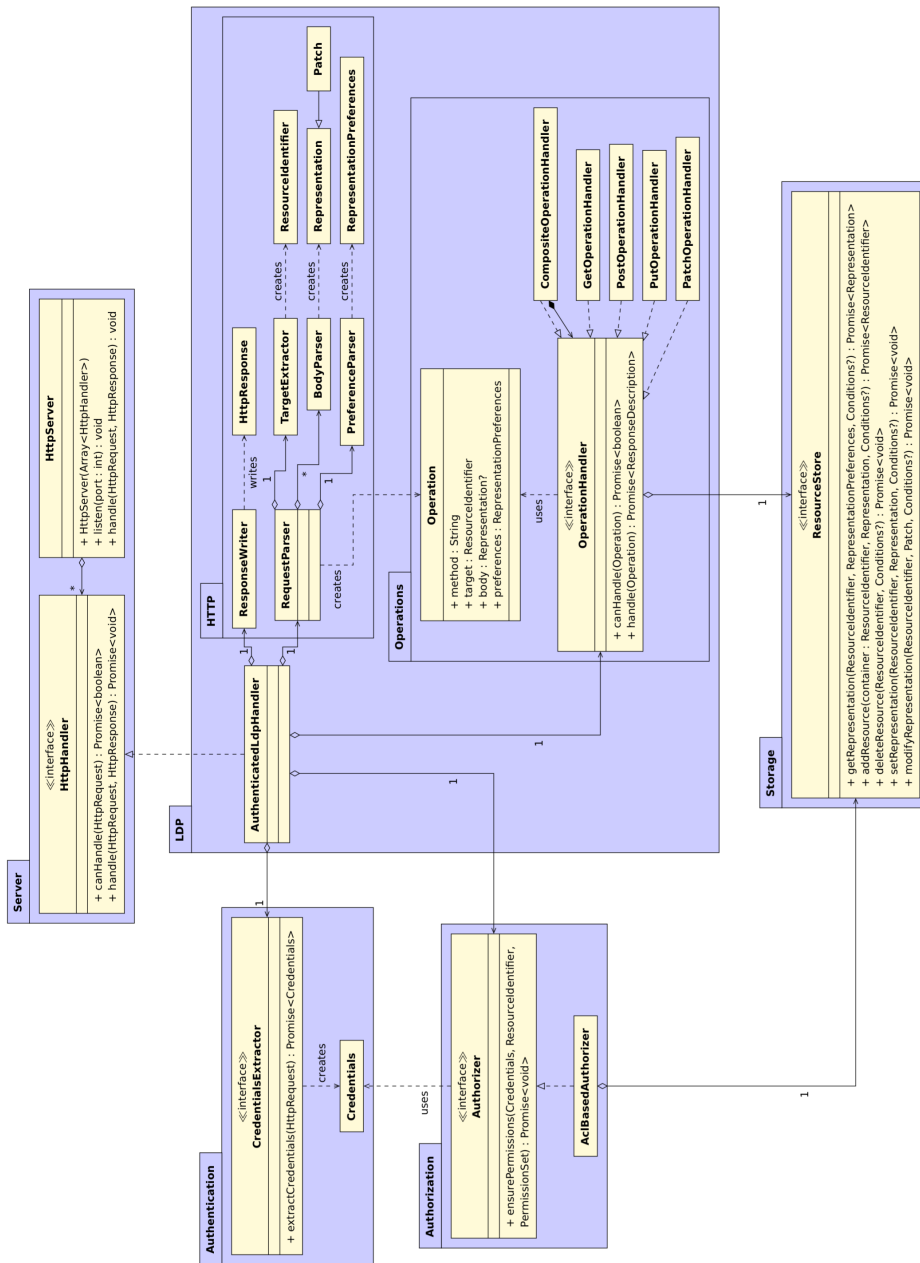 Server
≪interface≫
HttpHandler
+ canHandle(HttpRequest) : Promise<boolean>
+ handle(HttpRequest, HttpResponse) : Promise<void>
*
HttpServer
+ HttpServer(Array<HttpHandler>)
+ listen(port : int) : void
+ handle(HttpRequest, HttpResponse) : void
LDP
AuthenticatedLdpHandler
1
1
1
1
1
HTTP
ResponseWriter
writes
HttpResponse
RequestParser
1
*
1
TargetExtractor
creates
ResourceIdentifier
BodyParser
creates
Representation
Patch
PreferenceParser
creates
RepresentationPreferences
creates
Operations
Operation
+ method : String
+ target : ResourceIdentifier
+ body : Representation?
+ preferences : RepresentationPreferences
uses
≪interface≫
OperationHandler
+ canHandle(Operation) : Promise<boolean>
+ handle(Operation) : Promise<ResponseDescription>
CompositeOperationHandler
GetOperationHandler
PostOperationHandler
PutOperationHandler
PatchOperationHandler
1
Authentication
≪interface≫
CredentialsExtractor
+ extractCredentials(HttpRequest) : Promise<Credentials>
creates
Credentials
uses
Authorization
≪interface≫
Authorizer
+ ensurePermissions(Credentials, ResourceIdentifier,
PermissionSet) : Promise<void>
AclBasedAuthorizer
1
Storage
≪interface≫
ResourceStore
+ getRepresentation(ResourceIdentifier, RepresentationPreferences, Conditions?) : Promise<Representation>
+ addResource(container : ResourceIdentifier, Representation, Conditions?) : Promise<ResourceIdentifier>
+ deleteResource(ResourceIdentifier, Conditions?) : Promise<void>
+ setRepresentation(ResourceIdentifier, Representation, Conditions?) : Promise<void>
+ modifyRepresentation(ResourceIdentifier, Patch, Conditions?) : Promise<void>